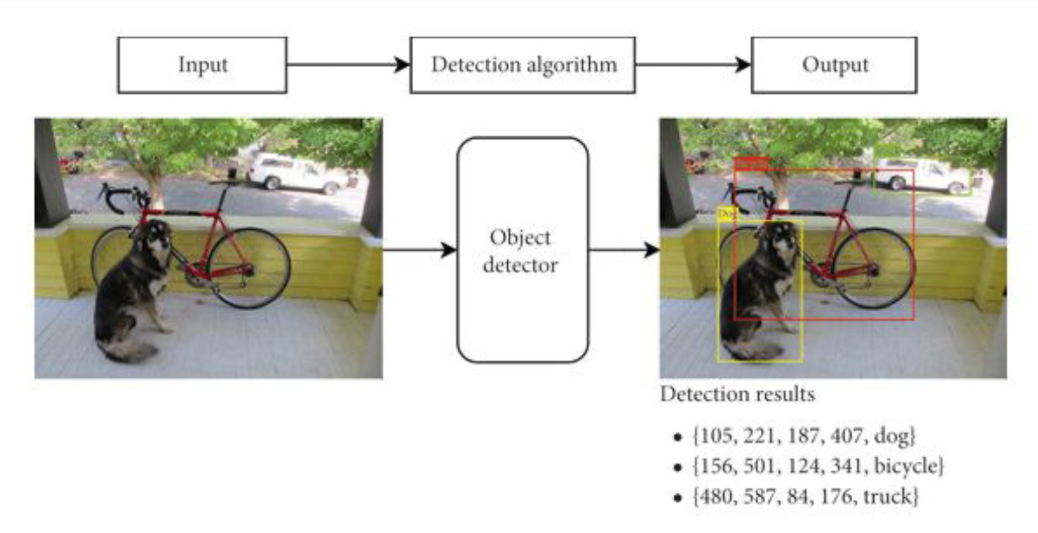 Input
Detection algorithm
Output
Object
detector
Dog
Detection results
• {105, 221, 187, 407, dog}
• {156, 501, 124, 341, bicycle}
• {480, 587, 84, 176, truck}